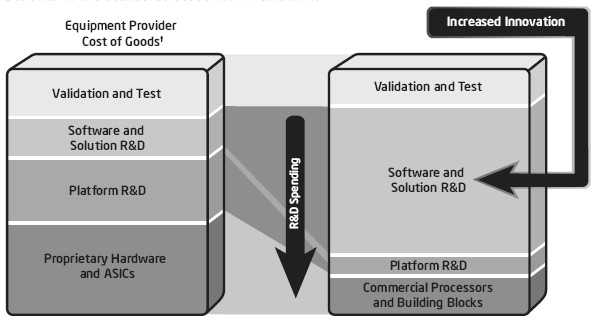 Increased Innovation
Equipment Provider
Cost of Goods†
Validation and Test
Software and
Solution R&D
Platform R&D
Proprietary Hardware
and ASICs
R&D Spending
Validation and Test
Software and
Solution R&D
Platform R&D
Commercial Processors
and Building Blocks